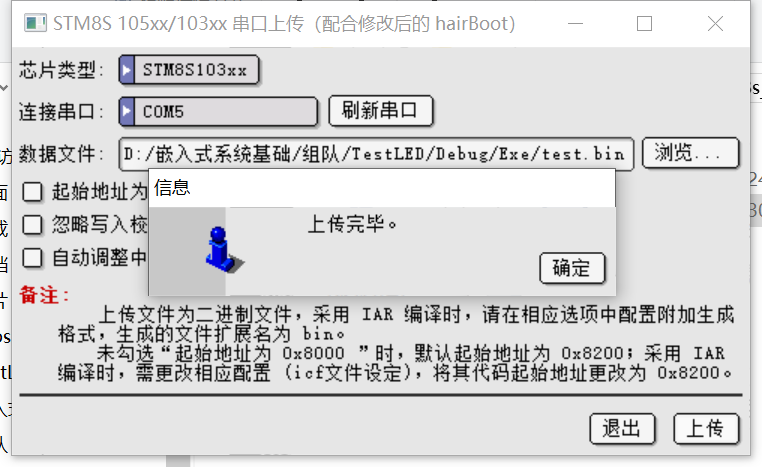 STM8S 105xx/103xx 串口上传（配合修改后的 hairBoot）
芯片类型: STM8S103xx
连接串口: COM5 刷新串口
数据文件: D:/嵌入式系统基础/组队/TestLED/Debug/Exe/test.bin 浏览...
起始地址为
信息
忽略写入校
上传完毕。
自动调整中
确定
备注:
上传文件为二进制文件，采用 IAR 编译时，请在相应选项中配置附加生成
格式，生成的文件扩展名为 bin。
未勾选“起始地址为 0x8000 ”时，默认起始地址为 0x8200；采用 IAR
编译时，需更改相应配置 (icf文件设定)，将其代码起始地址更改为 0x8200。
退出 上传